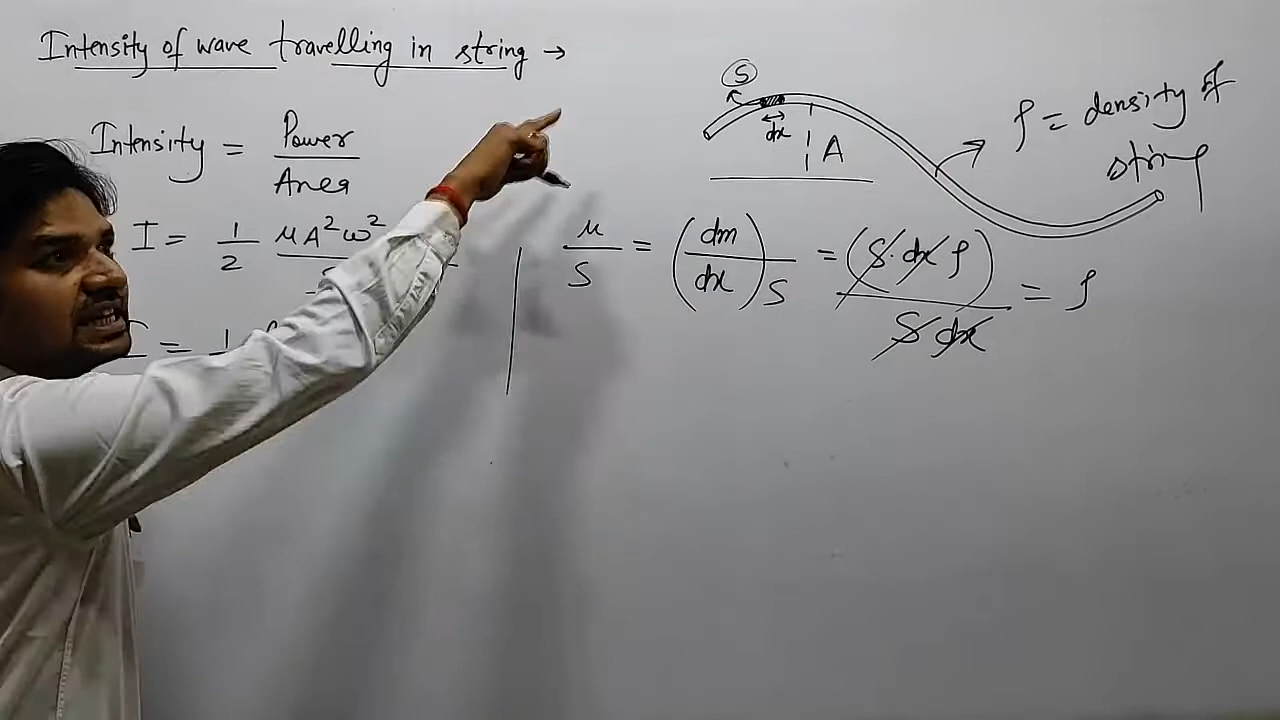 Intensity of wave travelling in string →
Intensity = Power / Area
I = 1/2 μA²ω²
= 1
μ/S = (dm/dx) / S = (S·dx ρ) / S dx = ρ
S
dx
A
ρ = density of
string